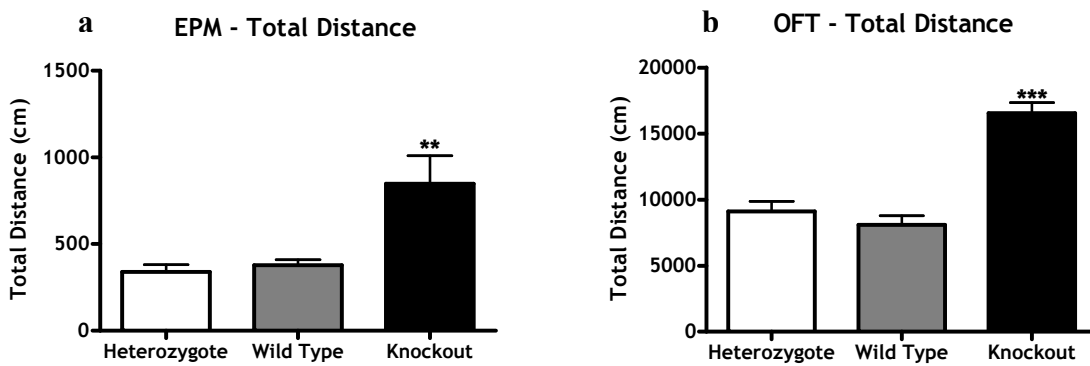 a EPM - Total Distance
1500
1000
500
0
Total Distance (cm)
**
Heterozygote Wild Type Knockout
b OFT - Total Distance
20000
15000
10000
5000
0
Total Distance (cm)
***
Heterozygote Wild Type Knockout